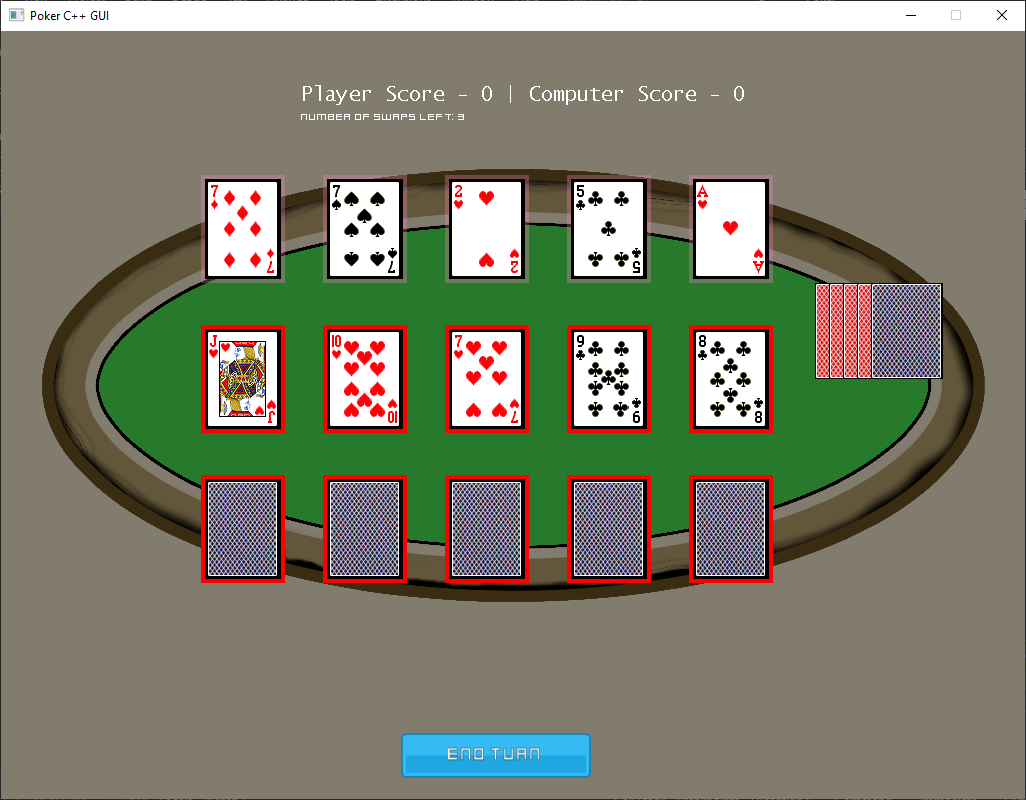 Poker C++ GUI
Player Score - 0 | Computer Score - 0
NUMBER OF SWAPS LEFT: 3
7 7 2 5 A
7 7 2 5 A
J 10 7 9 8
J 10 7 9 8
END TURN